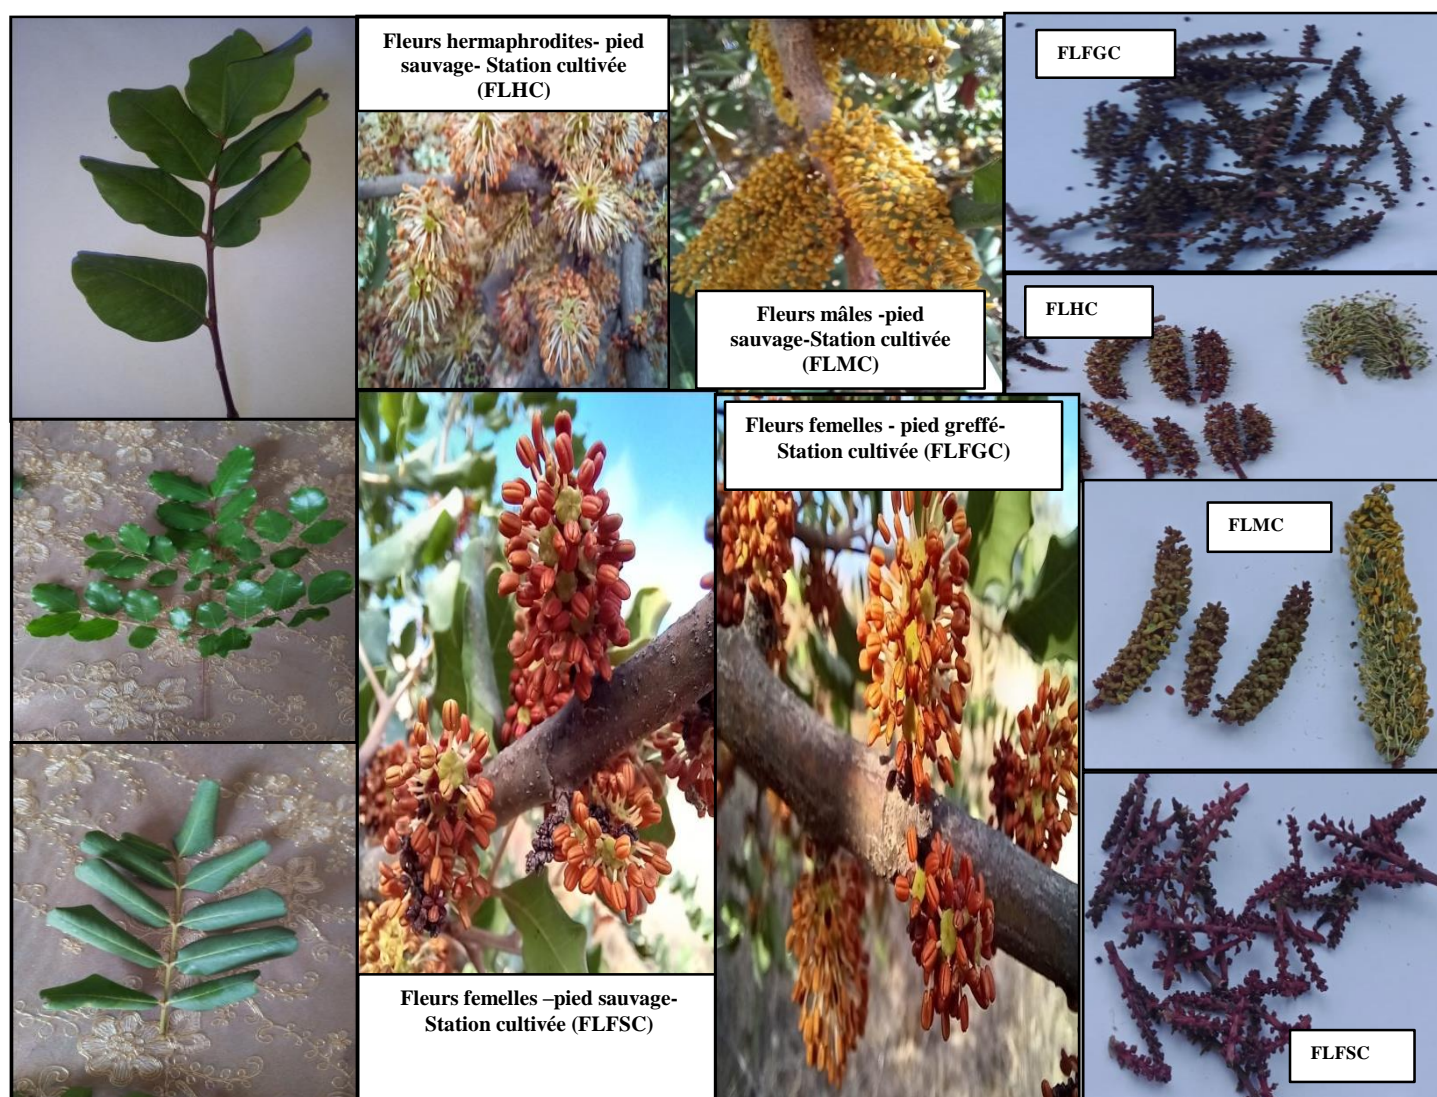 Fleurs hermaphrodites- pied
sauvage- Station cultivée
(FLHC)
Fleurs mâles -pied
sauvage-Station cultivée
(FLMC)
Fleurs femelles - pied greffé-
Station cultivée (FLFGC)
Fleurs femelles –pied sauvage-
Station cultivée (FLFSC)
FLFGC
FLHC
FLMC
FLFSC